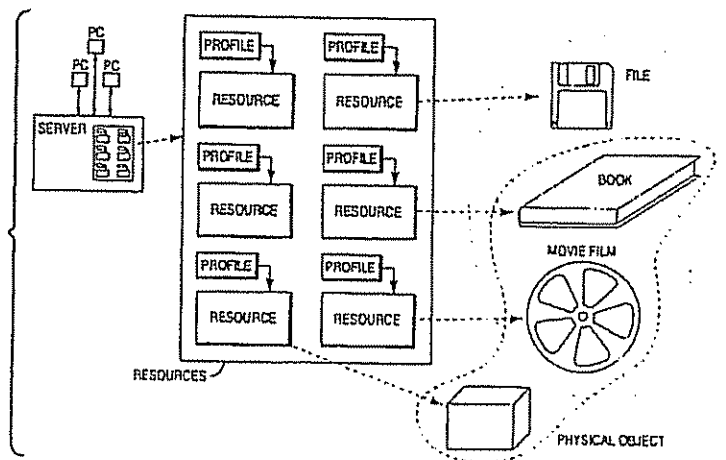 PC
PC
PC
SERVER
PROFILE
RESOURCE
PROFILE
RESOURCE
PROFILE
RESOURCE
PROFILE
RESOURCE
PROFILE
RESOURCE
PROFILE
RESOURCE
RESOURCES
FILE
BOOK
MOVIE FILM
PHYSICAL OBJECT